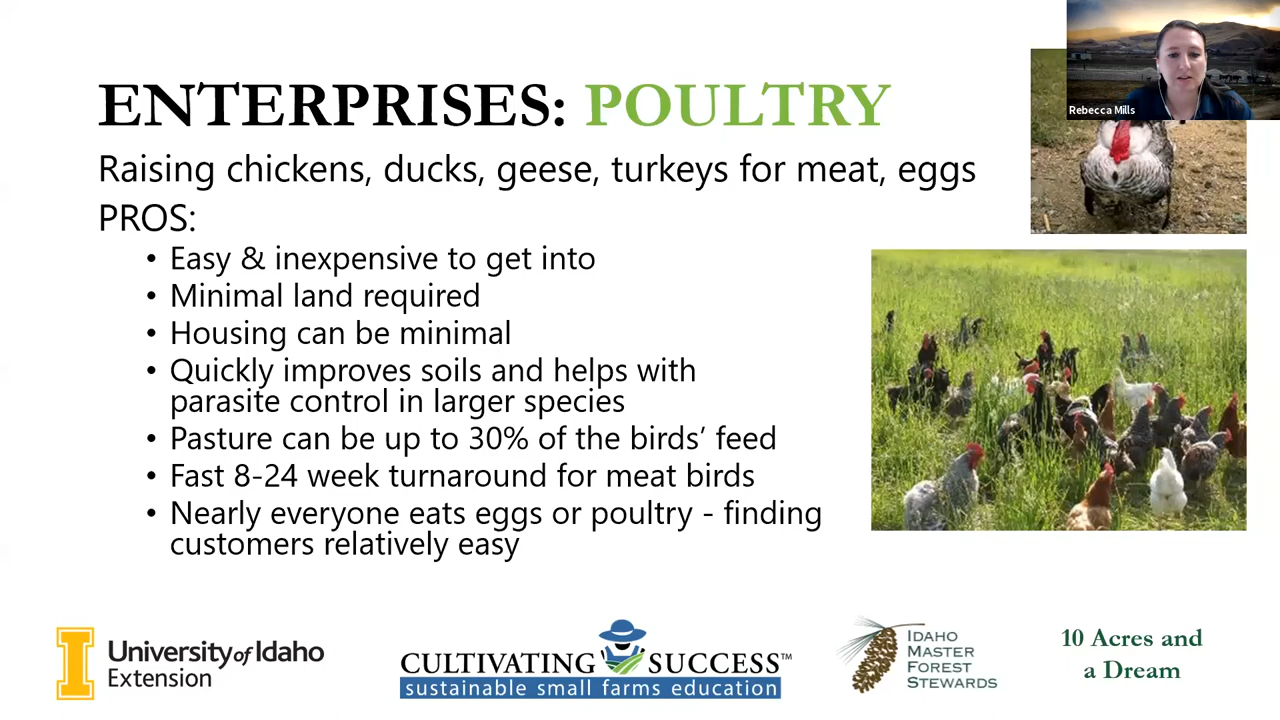 Rebecca Mills
ENTERPRISES: POULTRY
Raising chickens, ducks, geese, turkeys for meat, eggs
PROS:
• Easy & inexpensive to get into
• Minimal land required
• Housing can be minimal
• Quickly improves soils and helps with
parasite control in larger species
• Pasture can be up to 30% of the birds’ feed
• Fast 8-24 week turnaround for meat birds
• Nearly everyone eats eggs or poultry - finding
customers relatively easy
I
University of Idaho
Extension
CULTIVATING SUCCESS™
sustainable small farms education
IDAHO
MASTER
FOREST
STEWARDS
10 Acres and
a Dream